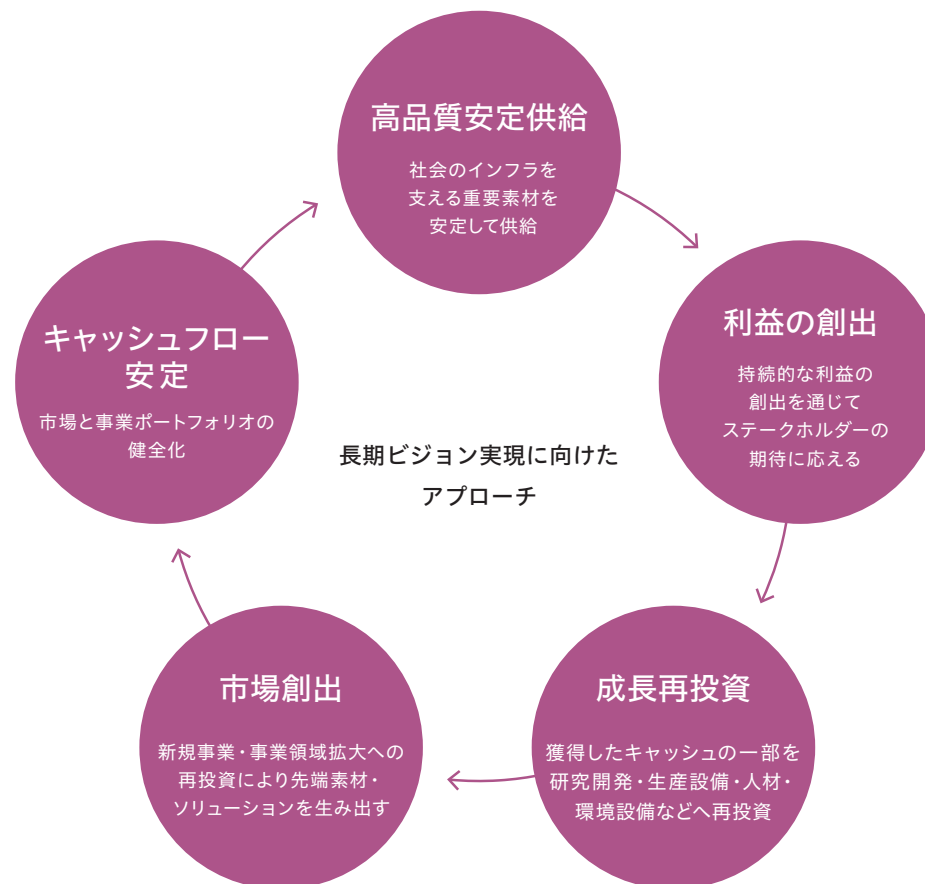 高品質安定供給
社会のインフラを
支える重要素材を
安定して供給
利益の創出
持続的な利益の
創出を通じて
ステークホルダーの
期待に応える
成長再投資
獲得したキャッシュの一部を
研究開発・生産設備・人材・
環境設備などへ再投資
市場創出
新規事業・事業領域拡大への
再投資により先端素材・
ソリューションを生み出す
キャッシュフロー
安定
市場と事業ポートフォリオの
健全化
長期ビジョン実現に向けた
アプローチ